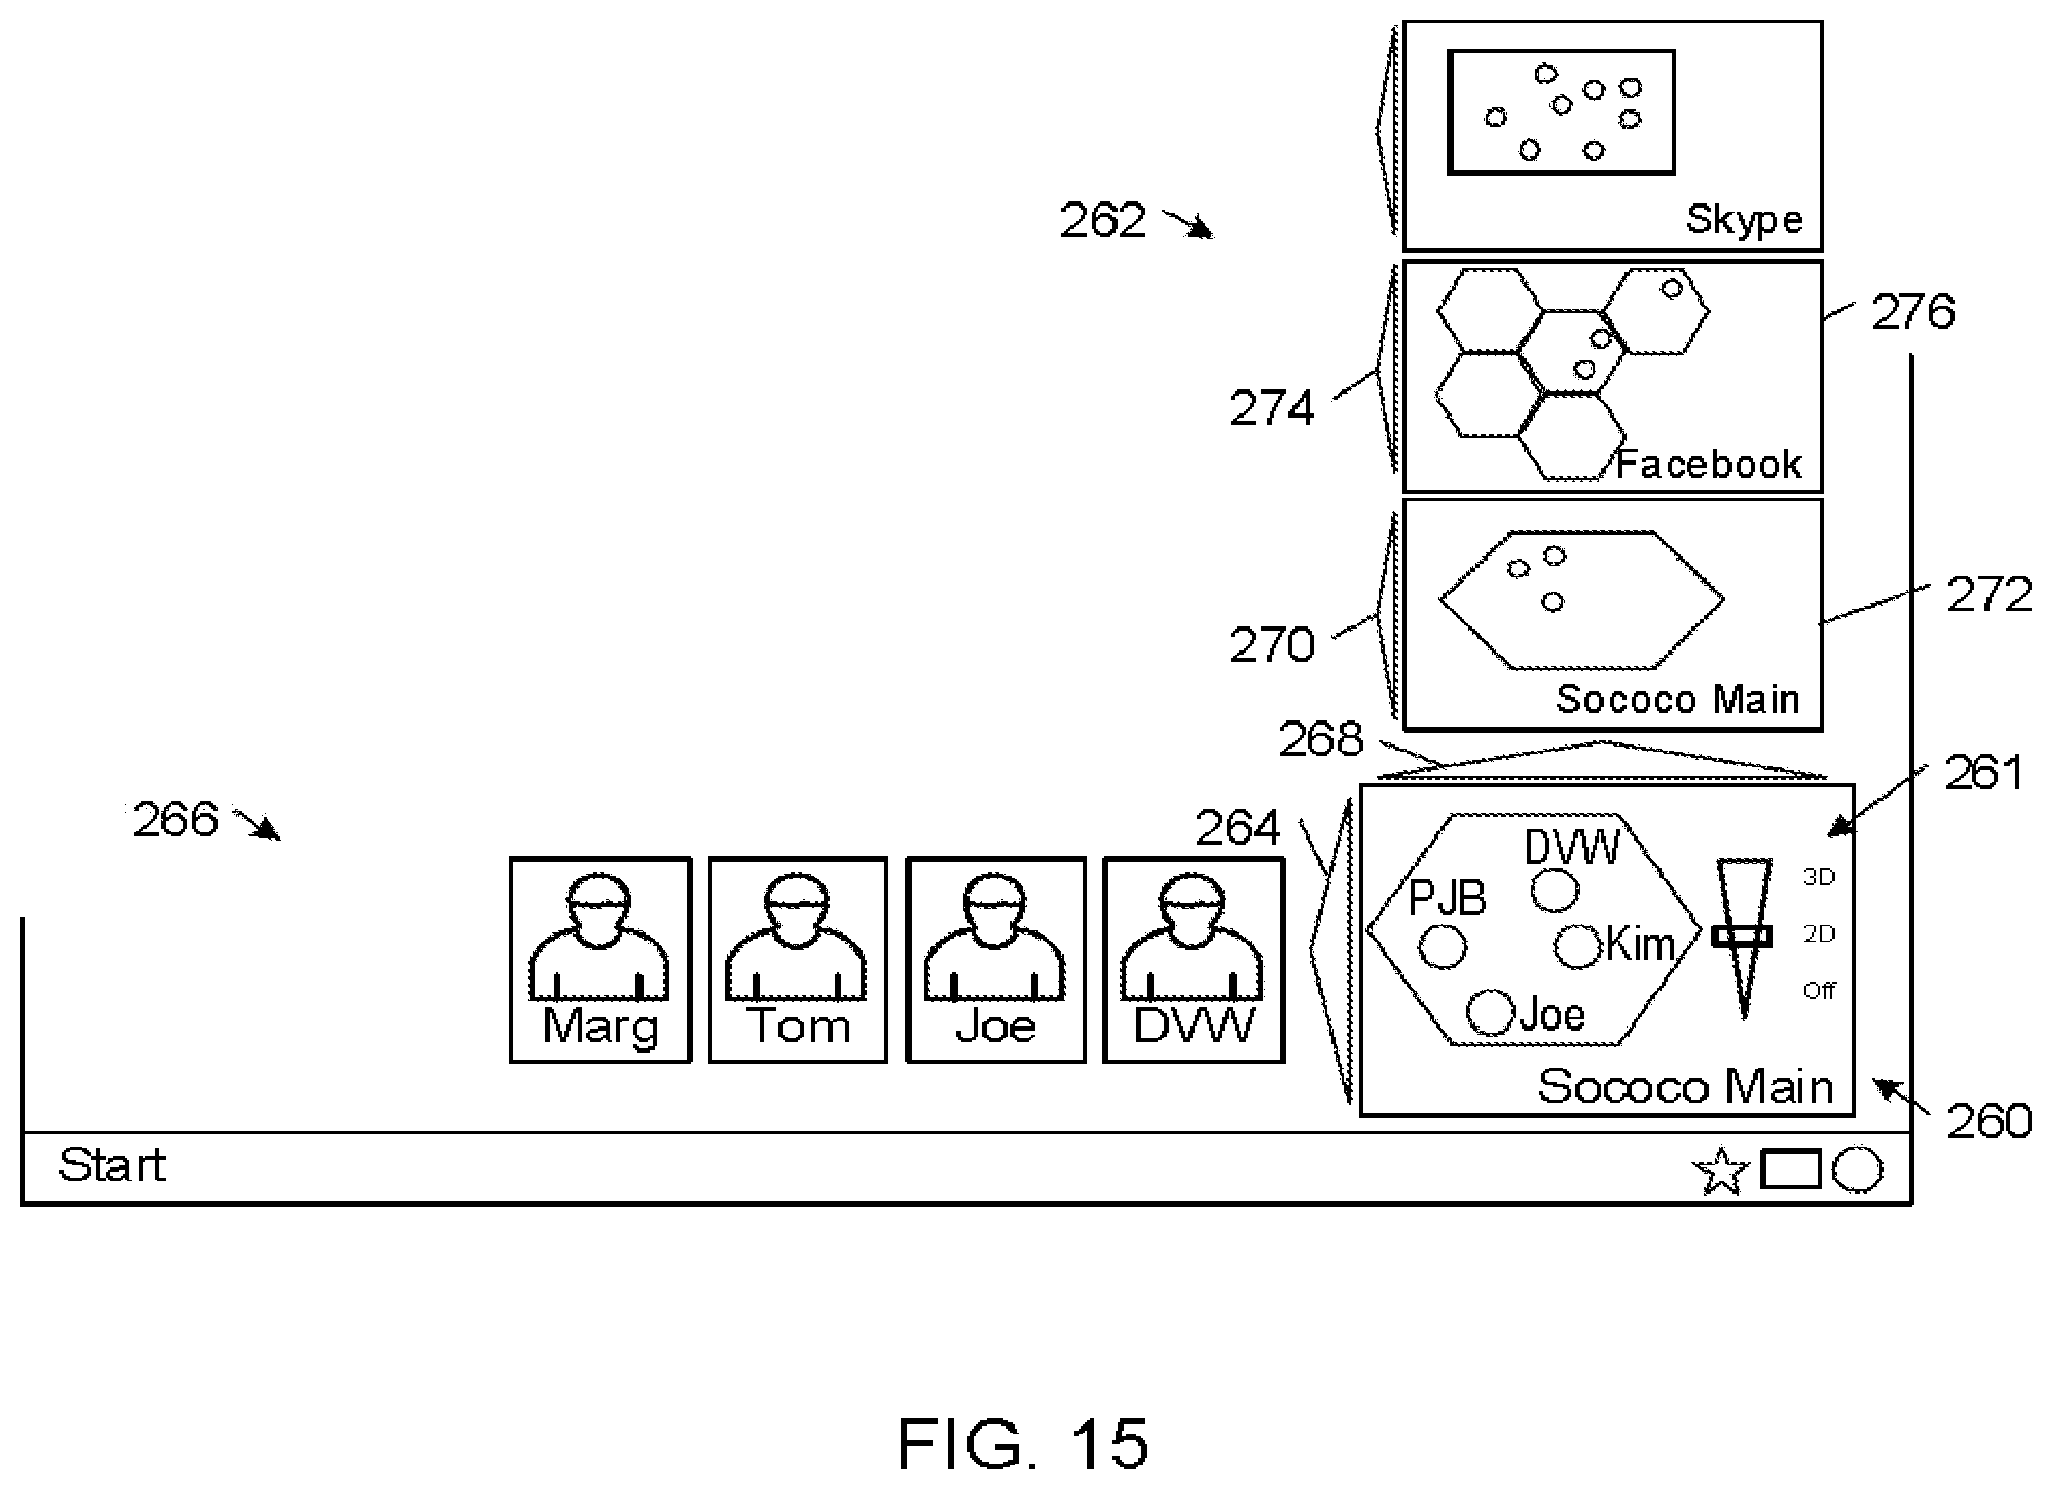 Skype
262
276
274
Facebook
272
270
Sococo Main
268
261
266
264
DVW
3D
PJB
2D
Kim
Off
Joe
Marg
Tom
Joe
DVW
Sococo Main
260
Start
FIG. 15